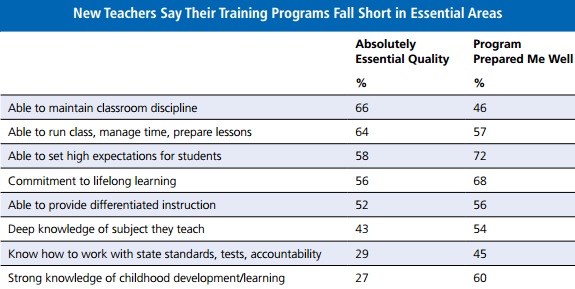 New Teachers Say Their Training Programs Fall Short in Essential Areas
Absolutely Essential Quality Program Prepared Me Well
% %
Able to maintain classroom discipline 66 46
Able to run class, manage time, prepare lessons 64 57
Able to set high expectations for students 58 72
Commitment to lifelong learning 56 68
Able to provide differentiated instruction 52 56
Deep knowledge of subject they teach 43 54
Know how to work with state standards, tests, accountability 29 45
Strong knowledge of childhood development/learning 27 60